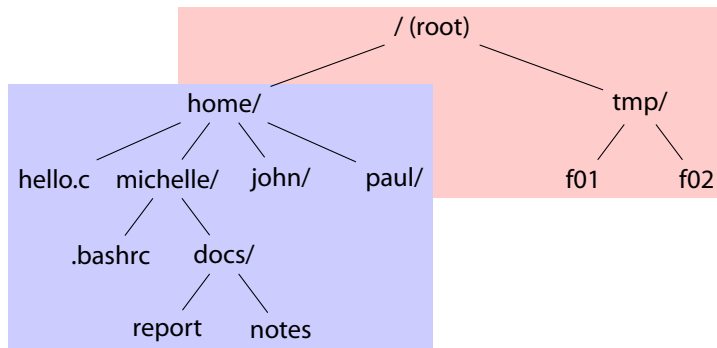 / (root)
home/ tmp/
hello.c michelle/ john/ paul/ f01 f02
.bashrc docs/
report notes